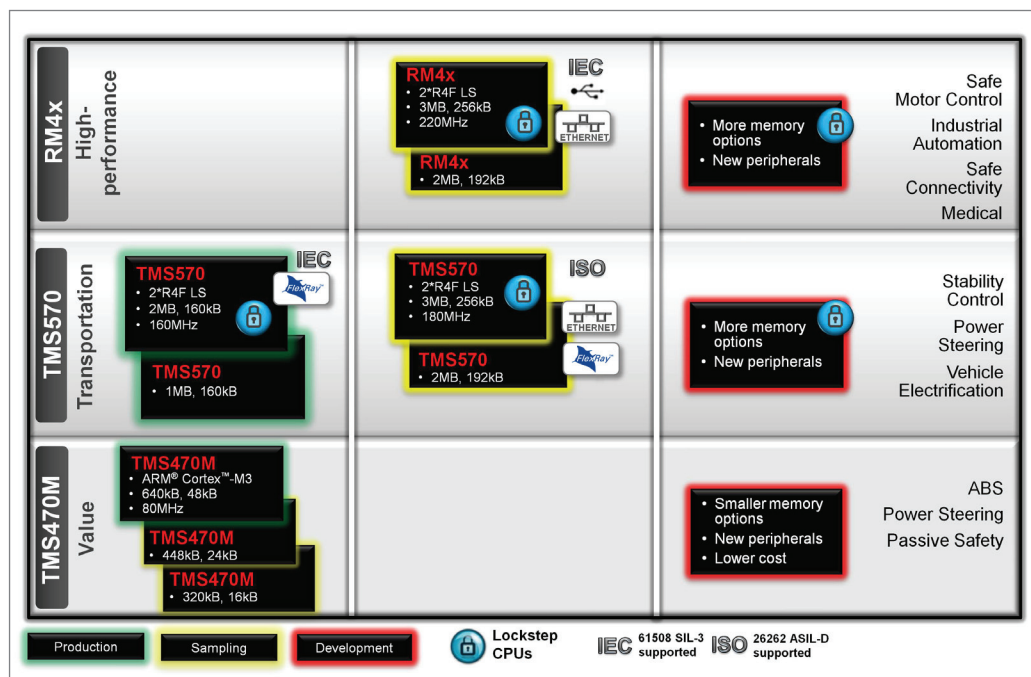 RM4x
High-
performance
RM4x
• 2*R4F LS
• 3MB, 256kB
• 220MHz
IEC
ETHERNET
RM4x
• 2MB, 192kB
• More memory
options
• New peripherals
Safe
Motor Control
Industrial
Automation
Safe
Connectivity
Medical
TMS570
Transportation
TMS570
• 2*R4F LS
• 2MB, 160kB
• 160MHz
IEC
FlexRay™
TMS570
• 1MB, 160kB
TMS570
• 2*R4F LS
• 3MB, 256kB
• 180MHz
ISO
ETHERNET
FlexRay™
TMS570
• 2MB, 192kB
• More memory
options
• New peripherals
Stability
Control
Power
Steering
Vehicle
Electrification
TMS470M
Value
TMS470M
• ARM® Cortex™-M3
• 640kB, 48kB
• 80MHz
TMS470M
• 448kB, 24kB
TMS470M
• 320kB, 16kB
• Smaller memory
options
• New peripherals
• Lower cost
ABS
Power Steering
Passive Safety
Production
Sampling
Development
Lockstep
CPUs
IEC 61508 SIL-3
supported
ISO 26262 ASIL-D
supported